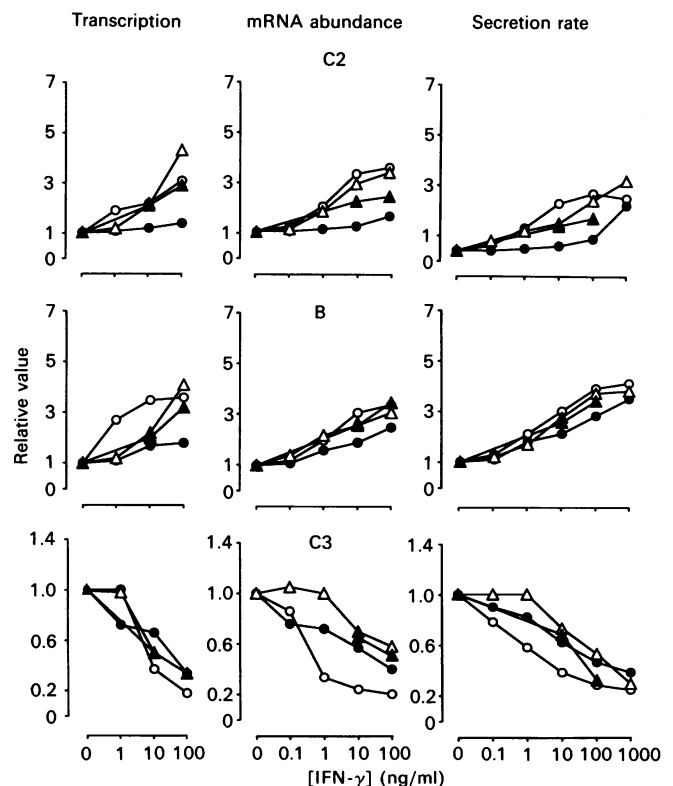 Transcription mRNA abundance Secretion rate
C2
7 7 7
5 5 5
3 3 3
1 1 1
0 0 0
B
7 7 7
5 5 5
3 3 3
1 1 1
0 0 0
Relative value
C3
1.4 1.4 1.4
1.0 1.0 1.0
0.6 0.6 0.6
0.2 0.2 0.2
0 0 0
0 1 10 100 0 0.1 1 10 100 0 0.1 1 10 100 1000
[IFN-γ] (ng/ml)